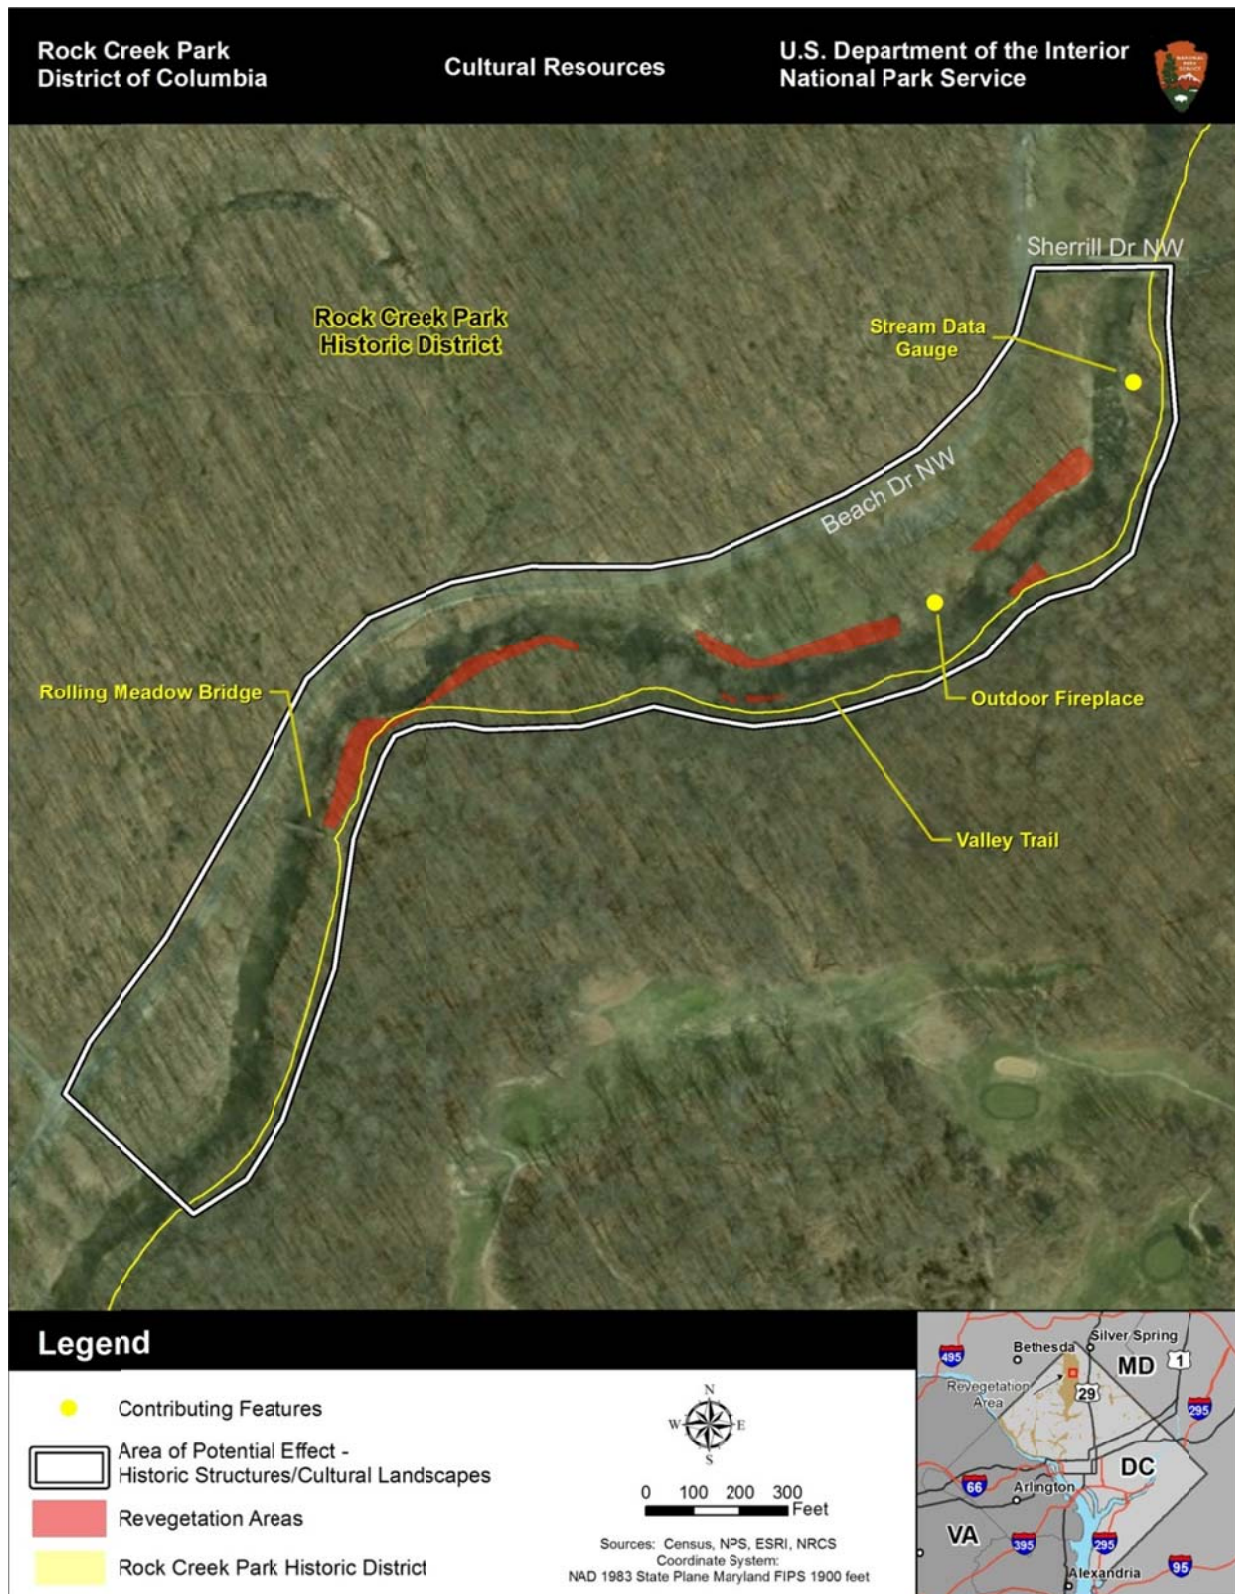 Rock Creek Park
District of Columbia
Cultural Resources
U.S. Department of the Interior
National Park Service
NATIONAL
PARK
SERVICE
Sherrill Dr NW
Rock Creek Park
Historic District
Stream Data
Gauge
Beach Dr NW
Rolling Meadow Bridge
Outdoor Fireplace
Valley Trail
Legend
Contributing Features
Area of Potential Effect -
Historic Structures/Cultural Landscapes
Revegetation Areas
Rock Creek Park Historic District
N
W E
S
0 100 200 300
Feet
Sources: Census, NPS, ESRI, NRCS
Coordinate System:
NAD 1983 State Plane Maryland FIPS 1900 feet
Silver Spring
Bethesda
495
MD
1
Revegetation
Area
29
295
DC
66
Arlington
VA
395
295
95
Alexandria